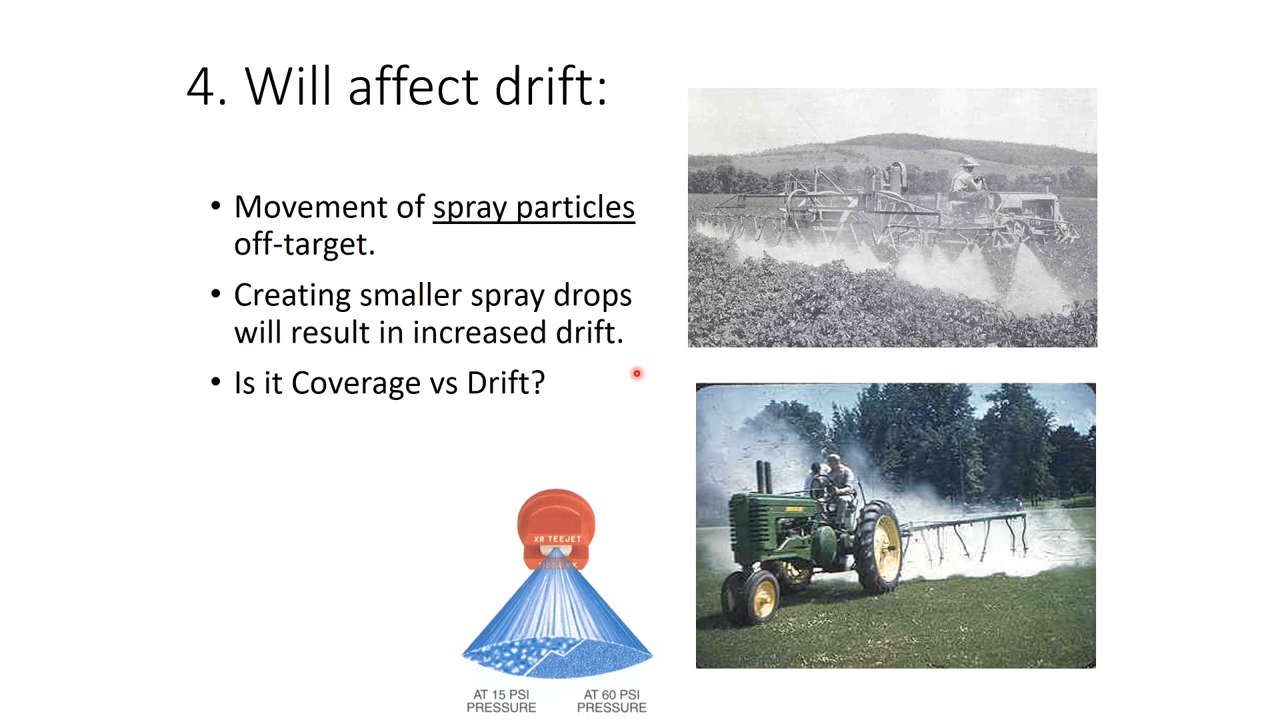 4. Will affect drift:
• Movement of spray particles
off-target.
• Creating smaller spray drops
will result in increased drift.
• Is it Coverage vs Drift?
XR TEEJET
AT 15 PSI
PRESSURE
AT 60 PSI
PRESSURE